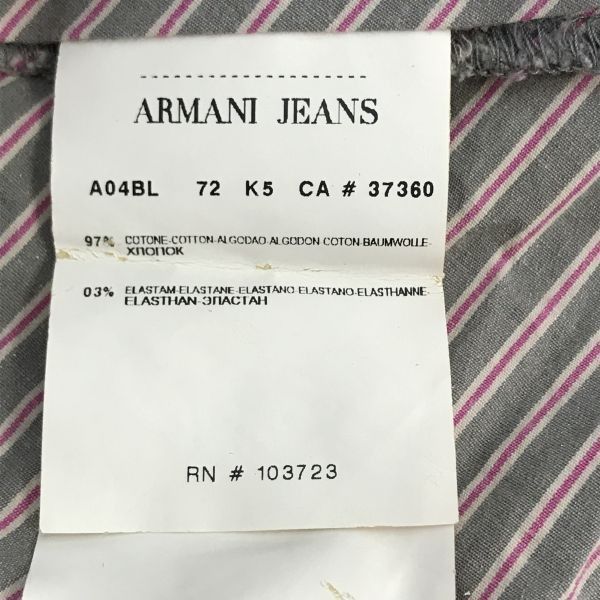 ARMANI JEANS
A04BL 72 K5 CA # 37360
97% COTONE-COTTON-ALGODAO-ALGODON COTON-BAUMWOLLE-
ХЛОПОК
03% ELASTAM-ELASTANE-ELASTANO-ELASTANO-ELASTHANNE-
ELASTHAN-ЭЛАСТАН
RN # 103723